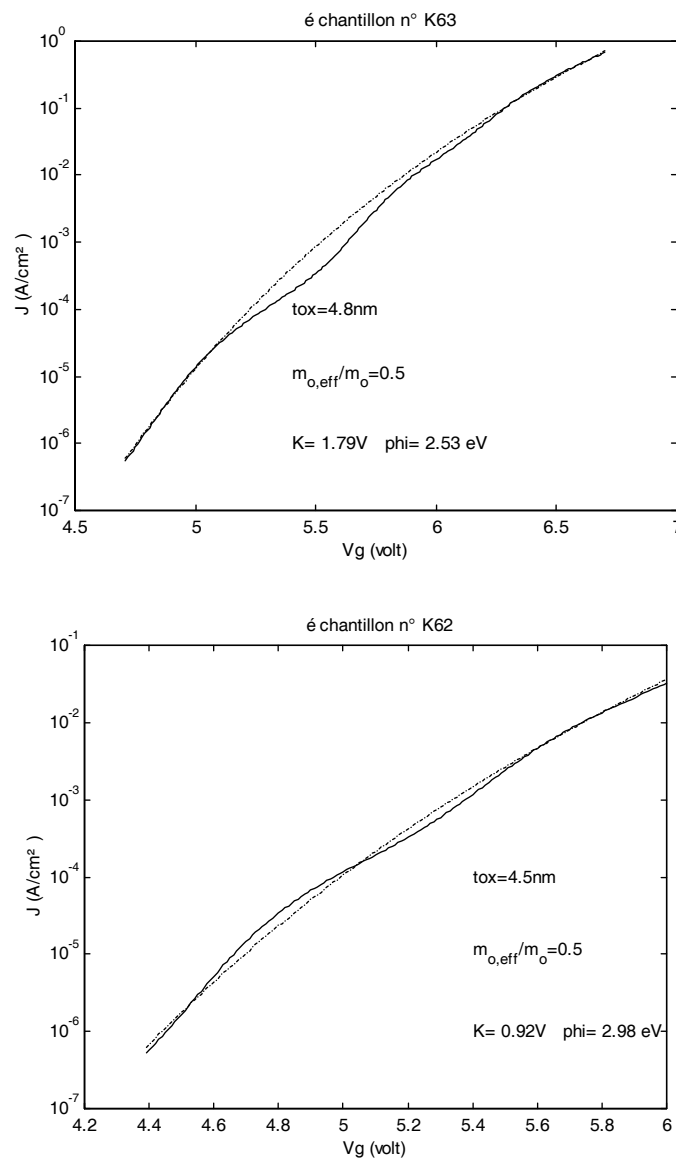 é chantillon n° K63
10^0
10^-1
10^-2
10^-3
10^-4
10^-5
10^-6
10^-7
J (A/cm²)
tox=4.8nm
m_o,eff/m_o=0.5
K= 1.79V phi= 2.53 eV
4.5 5 5.5 6 6.5 7
Vg (volt)
é chantillon n° K62
10^-1
10^-2
10^-3
10^-4
10^-5
10^-6
10^-7
J (A/cm²)
tox=4.5nm
m_o,eff/m_o=0.5
K= 0.92V phi= 2.98 eV
4.2 4.4 4.6 4.8 5 5.2 5.4 5.6 5.8 6
Vg (volt)